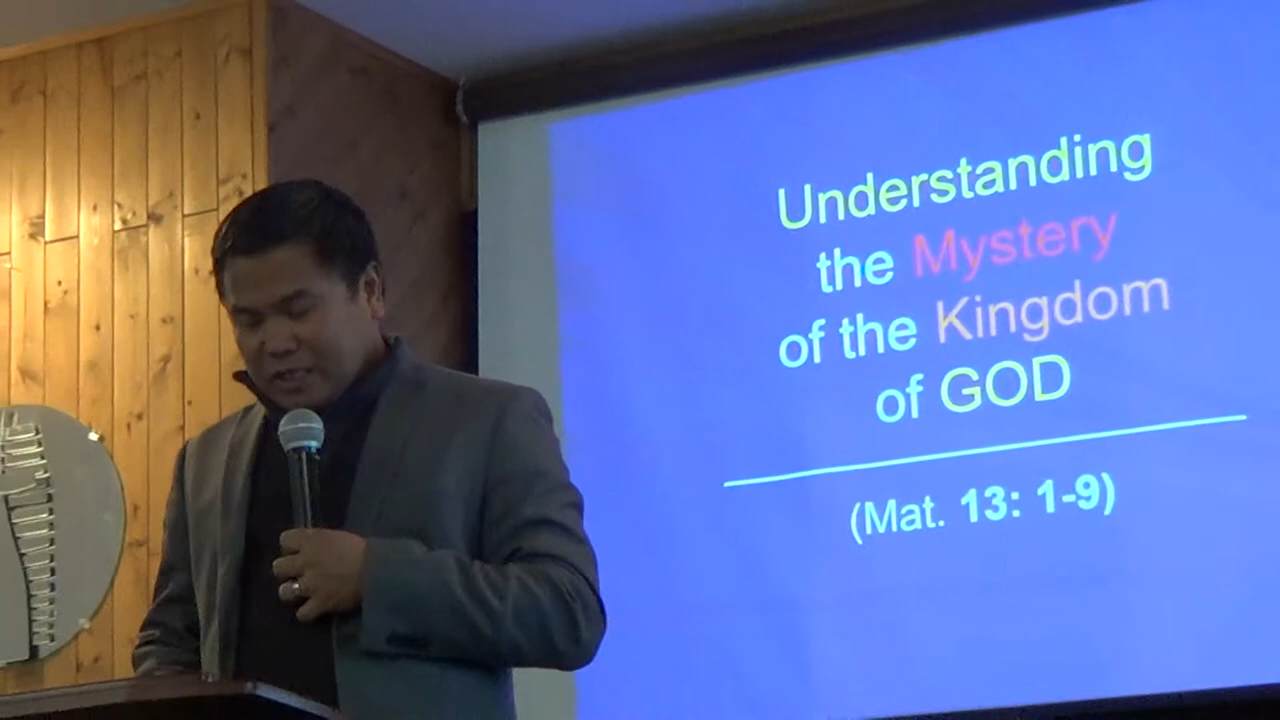 Understanding
the Mystery
of the Kingdom
of GOD
(Mat. 13: 1-9)